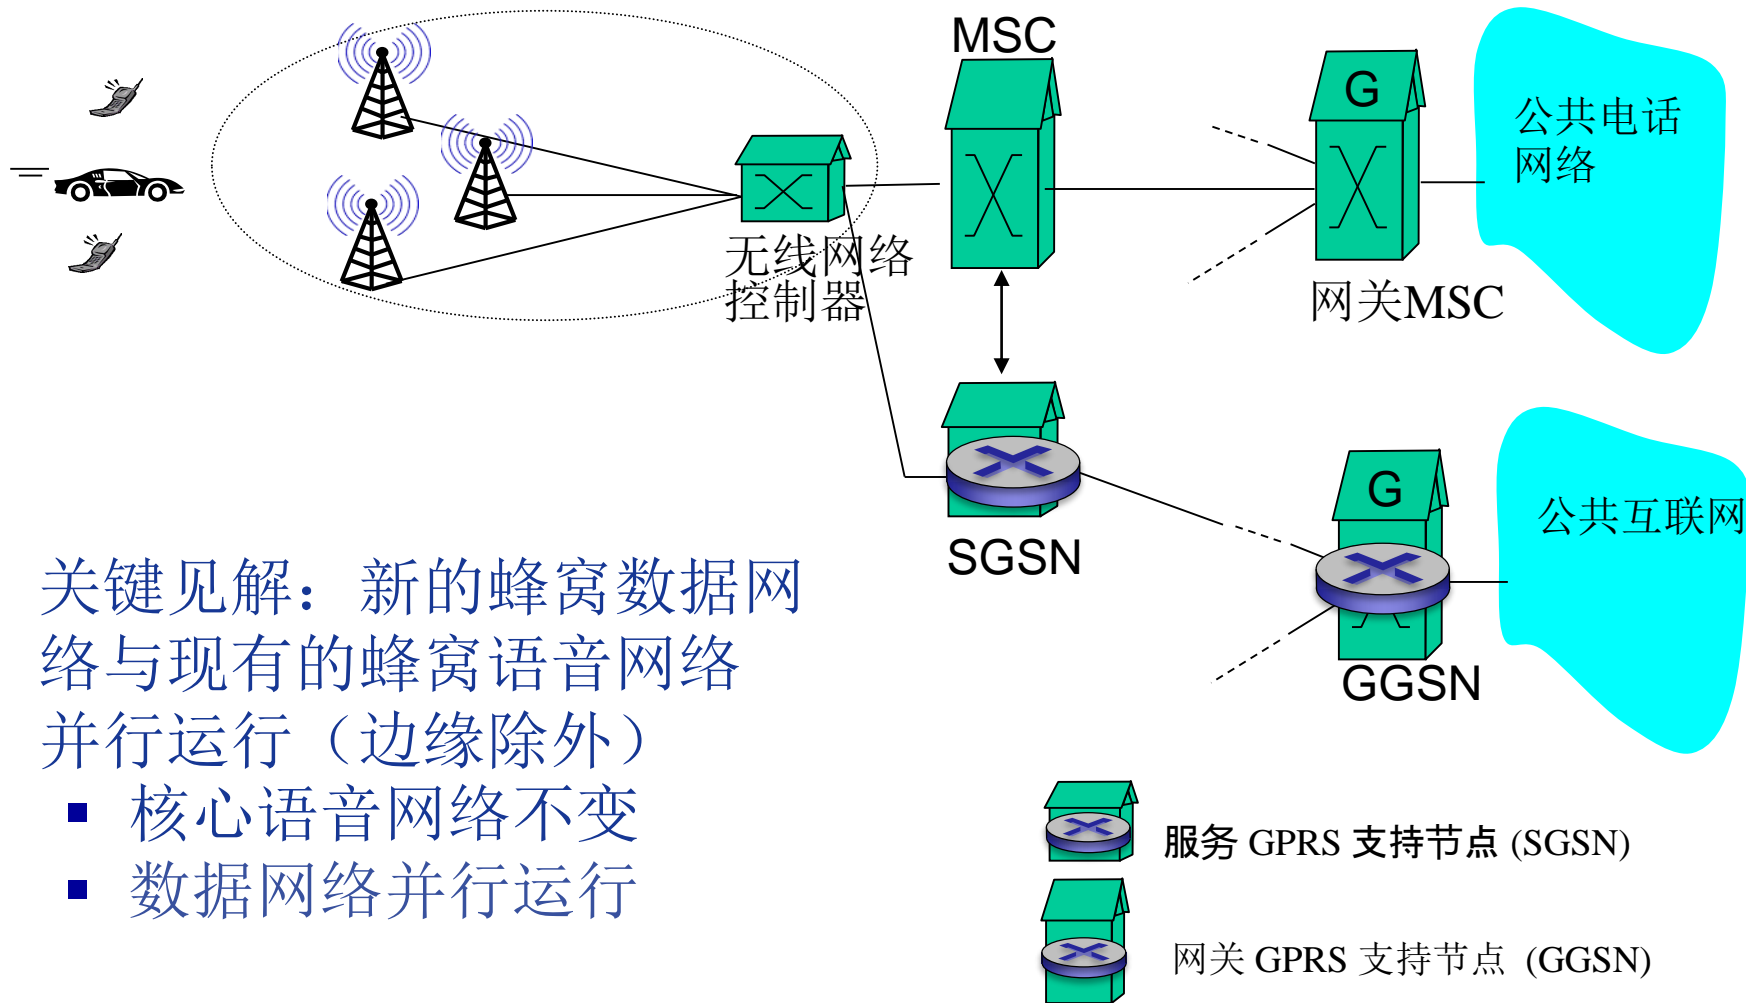 MSC
G
公共电话
网络
无线网络
控制器
网关MSC
SGSN
G
公共互联网
GGSN
关键见解：新的蜂窝数据网
络与现有的蜂窝语音网络
并行运行（边缘除外）
核心语音网络不变
数据网络并行运行
服务 GPRS 支持节点 (SGSN)
网关 GPRS 支持节点 (GGSN)